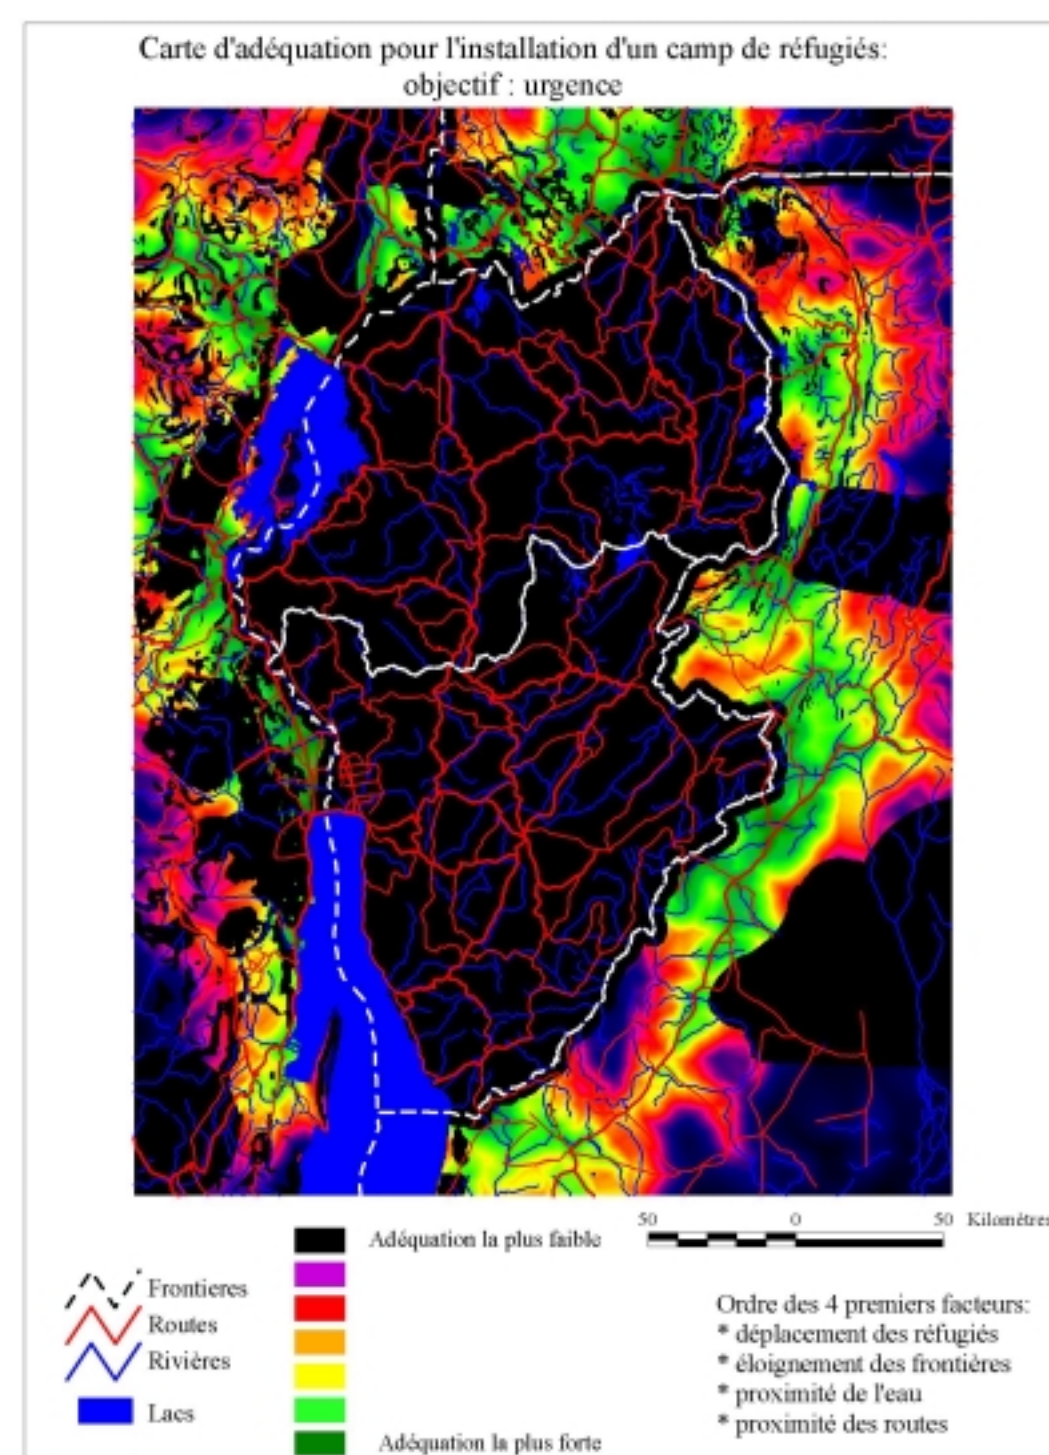 Carte d'adéquation pour l'installation d'un camp de réfugiés:
objectif : urgence
50 0 50 Kilomètres
Adéquation la plus faible
Frontieres
Routes
Rivières
Lacs
Adéquation la plus forte
Ordre des 4 premiers facteurs:
* déplacement des réfugiés
* éloignement des frontières
* proximité de l'eau
* proximité des routes